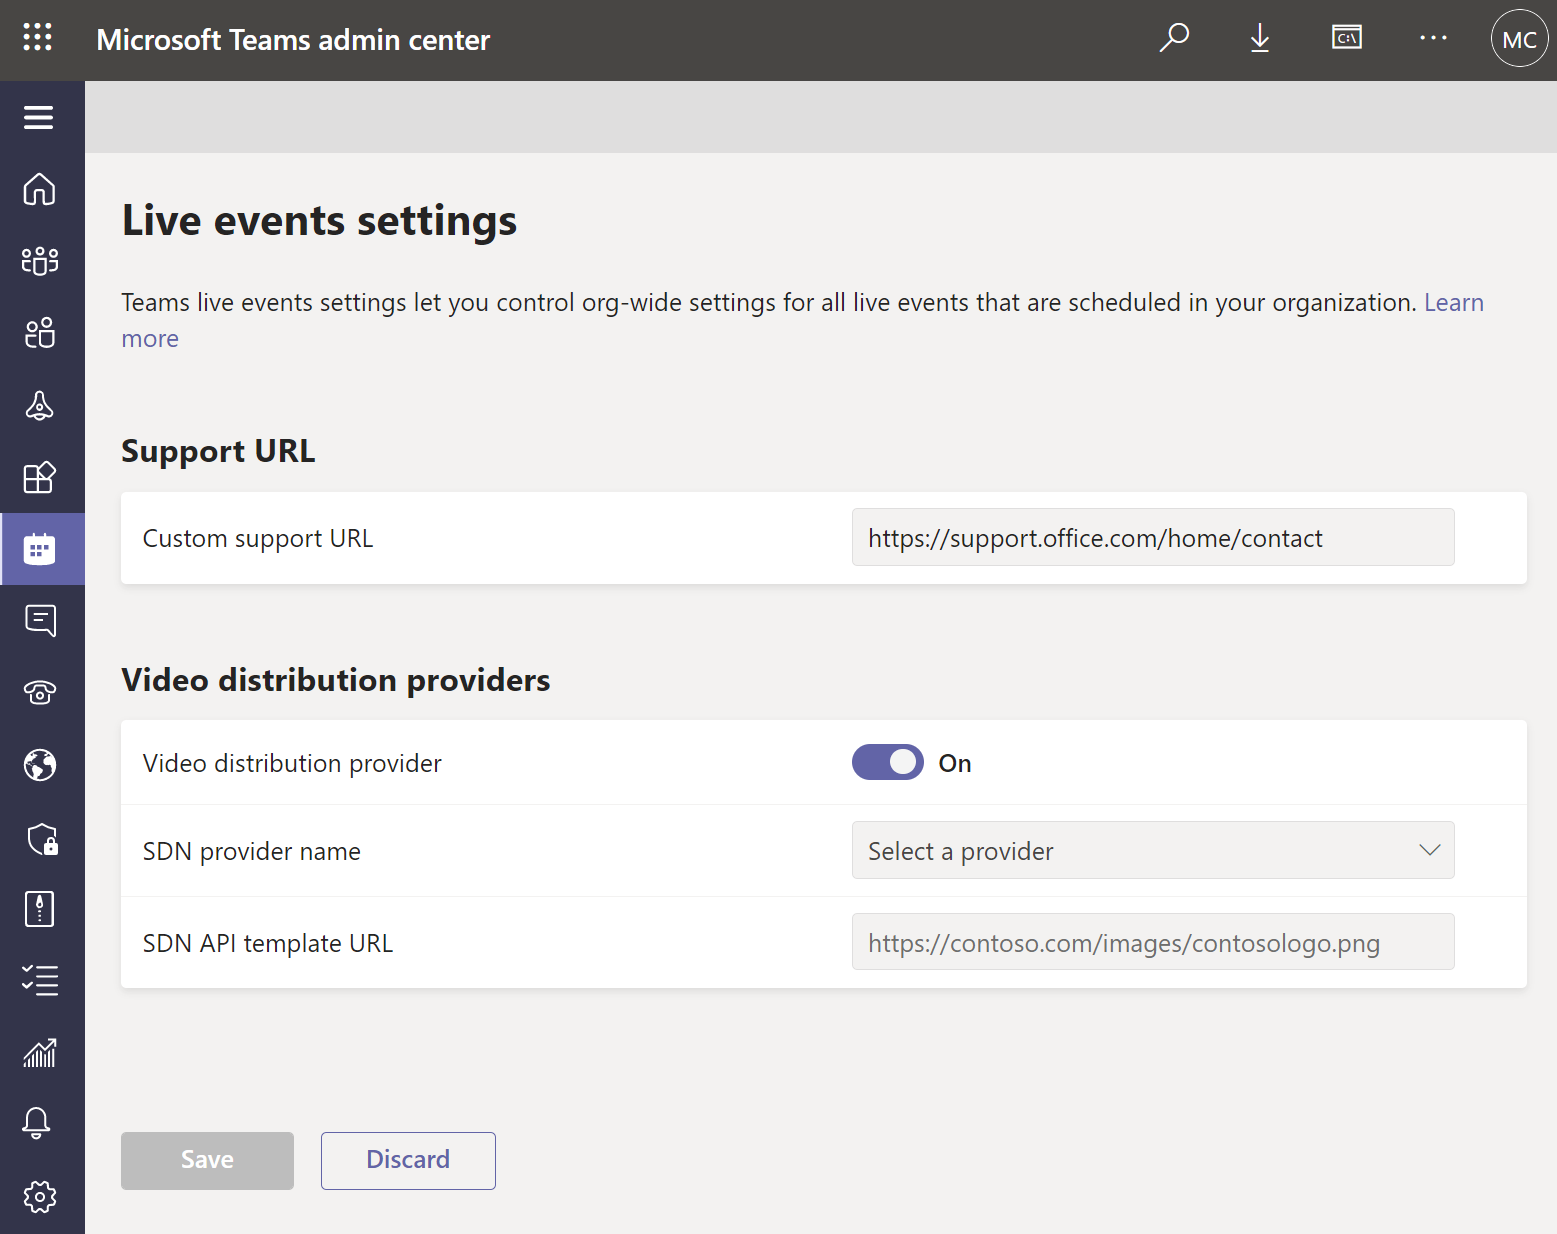 Microsoft Teams admin center
C:\
MC
Live events settings
Teams live events settings let you control org-wide settings for all live events that are scheduled in your organization. Learn
more
Support URL
Custom support URL
https://support.office.com/home/contact
Video distribution providers
Video distribution provider
On
SDN provider name
Select a provider
SDN API template URL
https://contoso.com/images/contosologo.png
Save
Discard